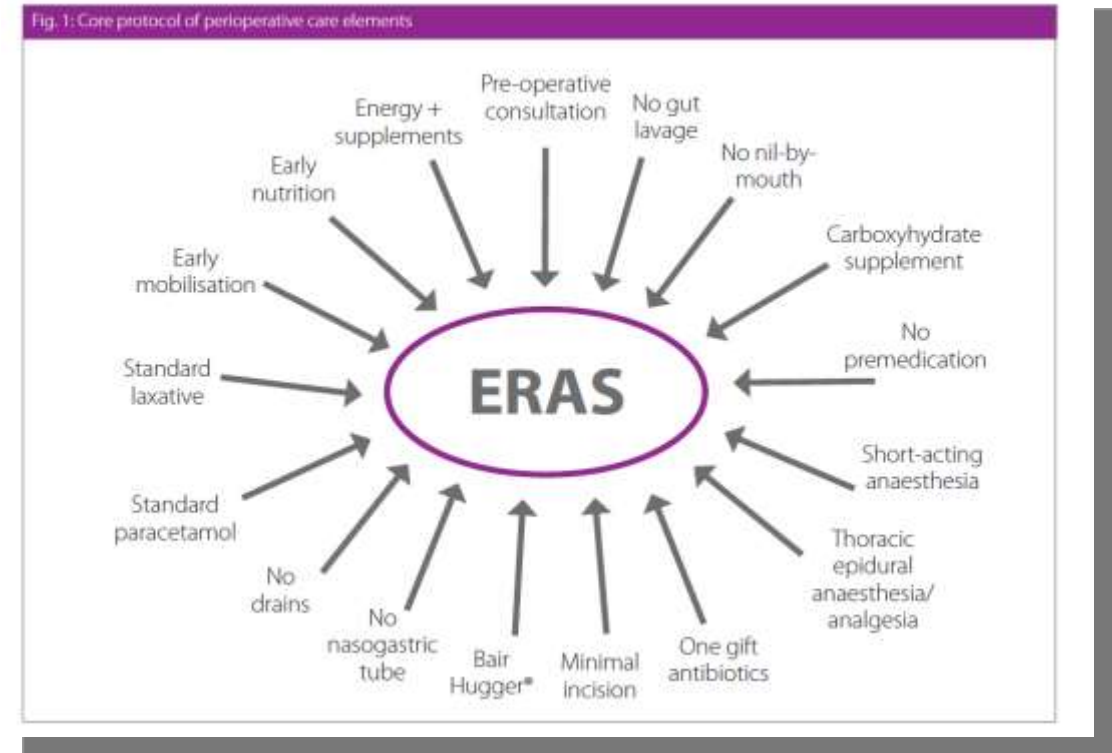 Fig. 1: Core protocol of perioperative care elements
Pre-operative
consultation
No gut
lavage
No nil-by-
mouth
Carboxyhydrate
supplement
No
premedication
Short-acting
anaesthesia
Thoracic
epidural
anaesthesia/
analgesia
One gift
antibiotics
Minimal
incision
Bair
Hugger®
No
nasogastric
tube
No
drains
Standard
paracetamol
Standard
laxative
Early
mobilisation
Early
nutrition
Energy +
supplements
ERAS